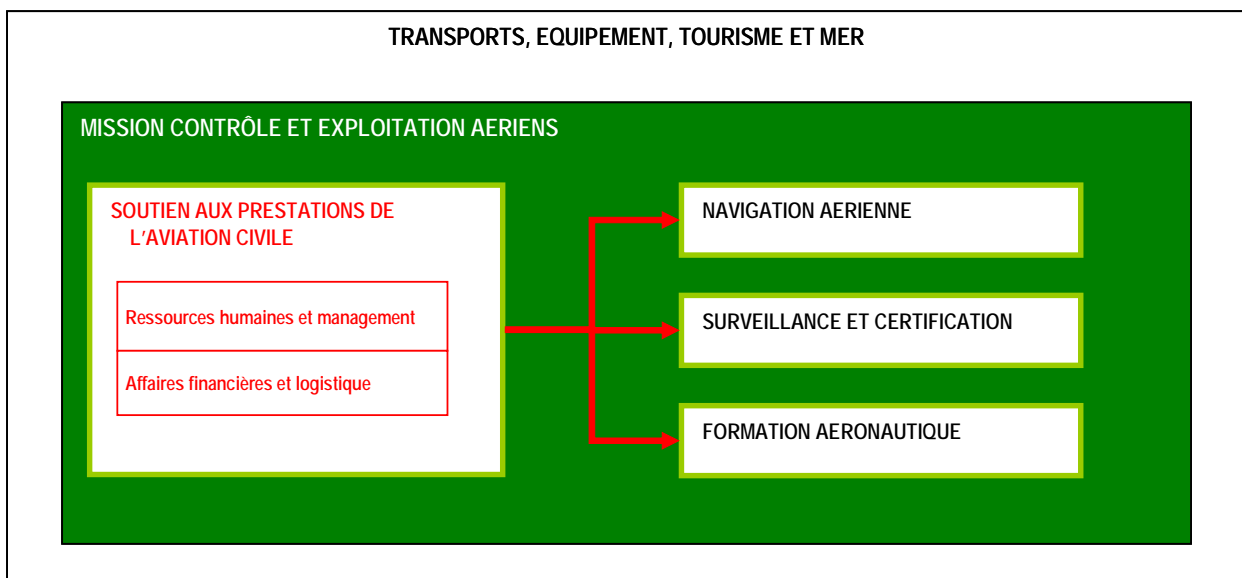 TRANSPORTS, EQUIPEMENT, TOURISME ET MER
MISSION CONTRÔLE ET EXPLOITATION AERIENS
SOUTIEN AUX PRESTATIONS DE
L'AVIATION CIVILE
Ressources humaines et management
Affaires financières et logistique
NAVIGATION AERIENNE
SURVEILLANCE ET CERTIFICATION
FORMATION AERONAUTIQUE